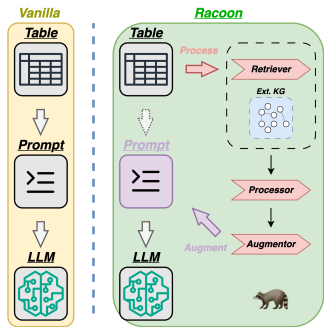 Vanilla
Table
Prompt
LLM
Racoon
Table
Process
Retriever
Ext. KG
Prompt
Processor
Augment
Augmentor
LLM